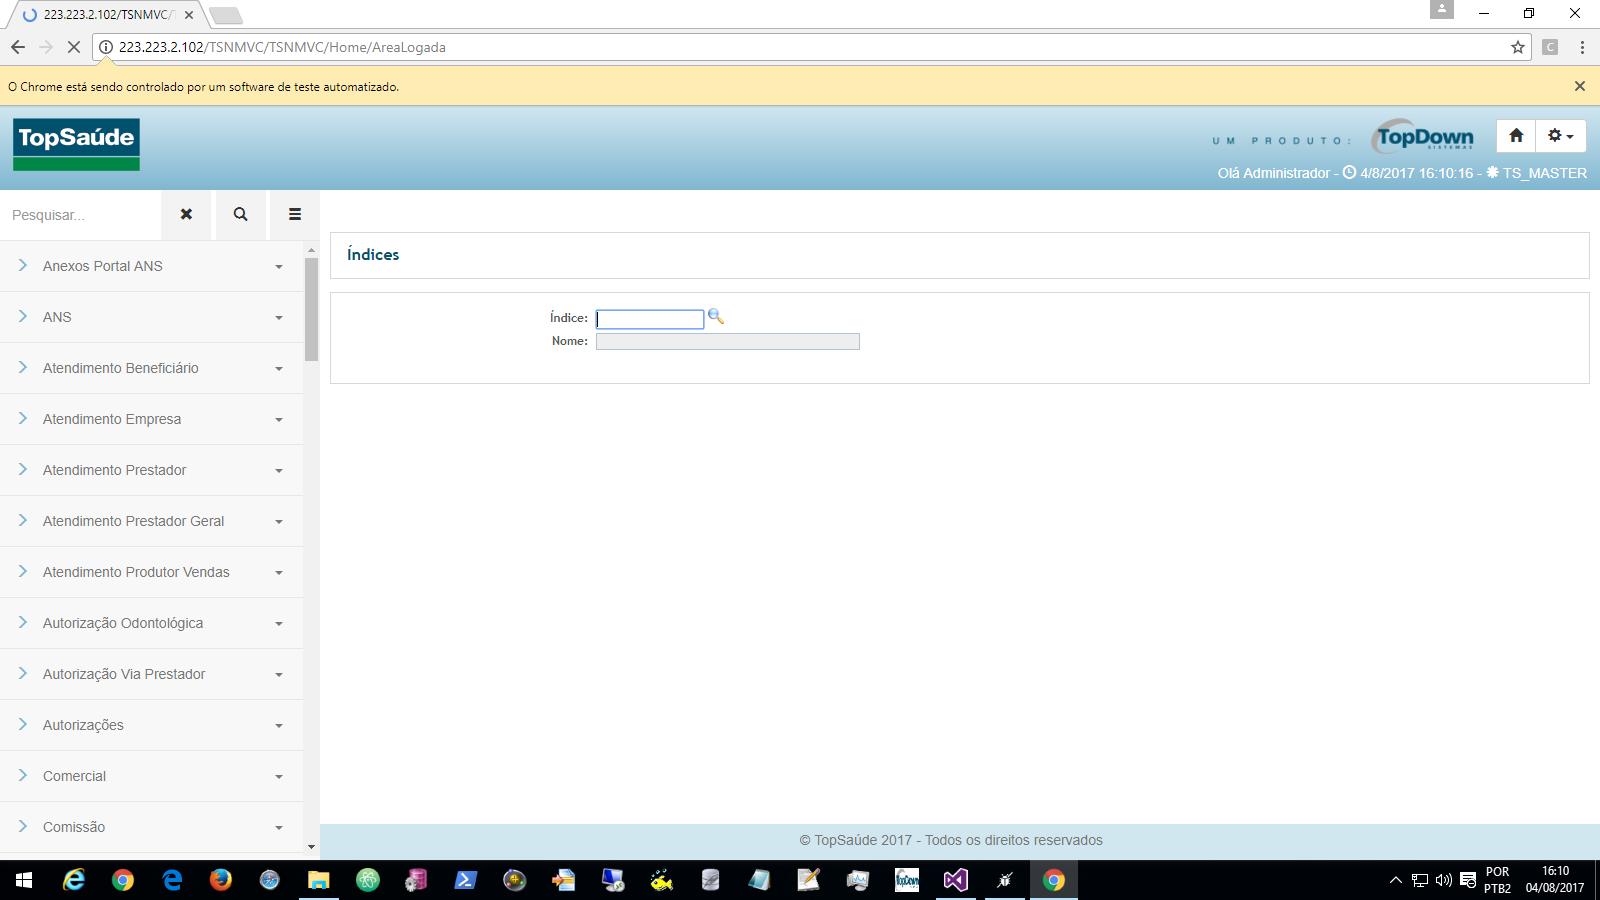 223.223.2.102/TSNMVC/
223.223.2.102/TSNMVC/TSNMVC/Home/AreaLogada
C
O Chrome está sendo controlado por um software de teste automatizado.
TopSaúde
UM PRODUTO:
TopDown
SISTEMAS
Olá Administrador - 4/8/2017 16:10:16 - TS_MASTER
Pesquisar...
Índices
Anexos Portal ANS
ANS
Índice:
Nome:
Atendimento Beneficiário
Atendimento Empresa
Atendimento Prestador
Atendimento Prestador Geral
Atendimento Produtor Vendas
Autorização Odontológica
Autorização Via Prestador
Autorizações
Comercial
Comissão
© TopSaúde 2017 - Todos os direitos reservados
TopDown
POR
PTB2
16:10
04/08/2017